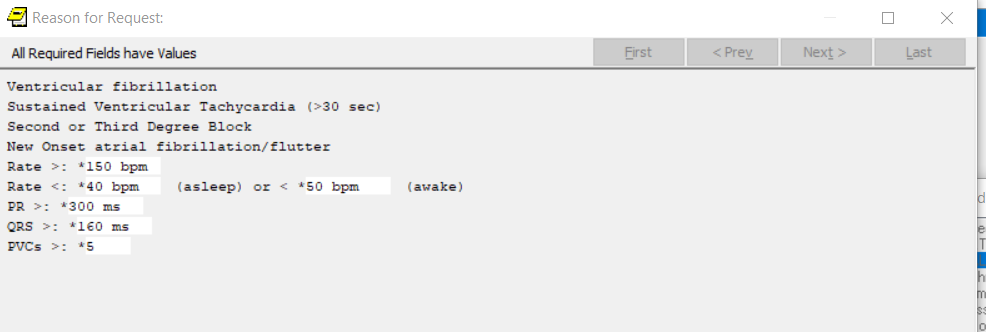 Reason for Request:
All Required Fields have Values
First
< Prev
Next >
Last
Ventricular fibrillation
Sustained Ventricular Tachycardia (>30 sec)
Second or Third Degree Block
New Onset atrial fibrillation/flutter
Rate >: *150 bpm
Rate <: *40 bpm (asleep) or < *50 bpm (awake)
PR >: *300 ms
QRS >: *160 ms
PVCs >: *5